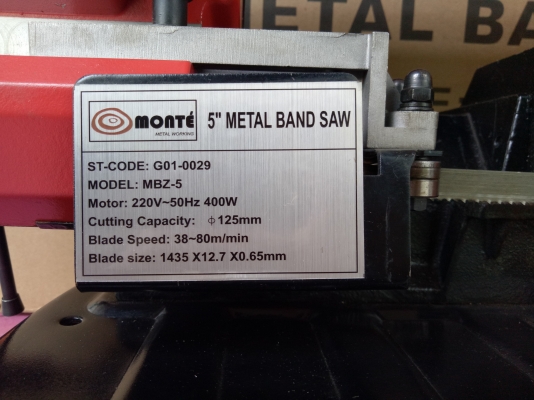 METAL BA
MONTÉ
METAL WORKING
5" METAL BAND SAW
ST-CODE: G01-0029
MODEL: MBZ-5
Motor: 220V~50Hz 400W
Cutting Capacity: φ125mm
Blade Speed: 38~80m/min
Blade size: 1435 X12.7 X0.65mm